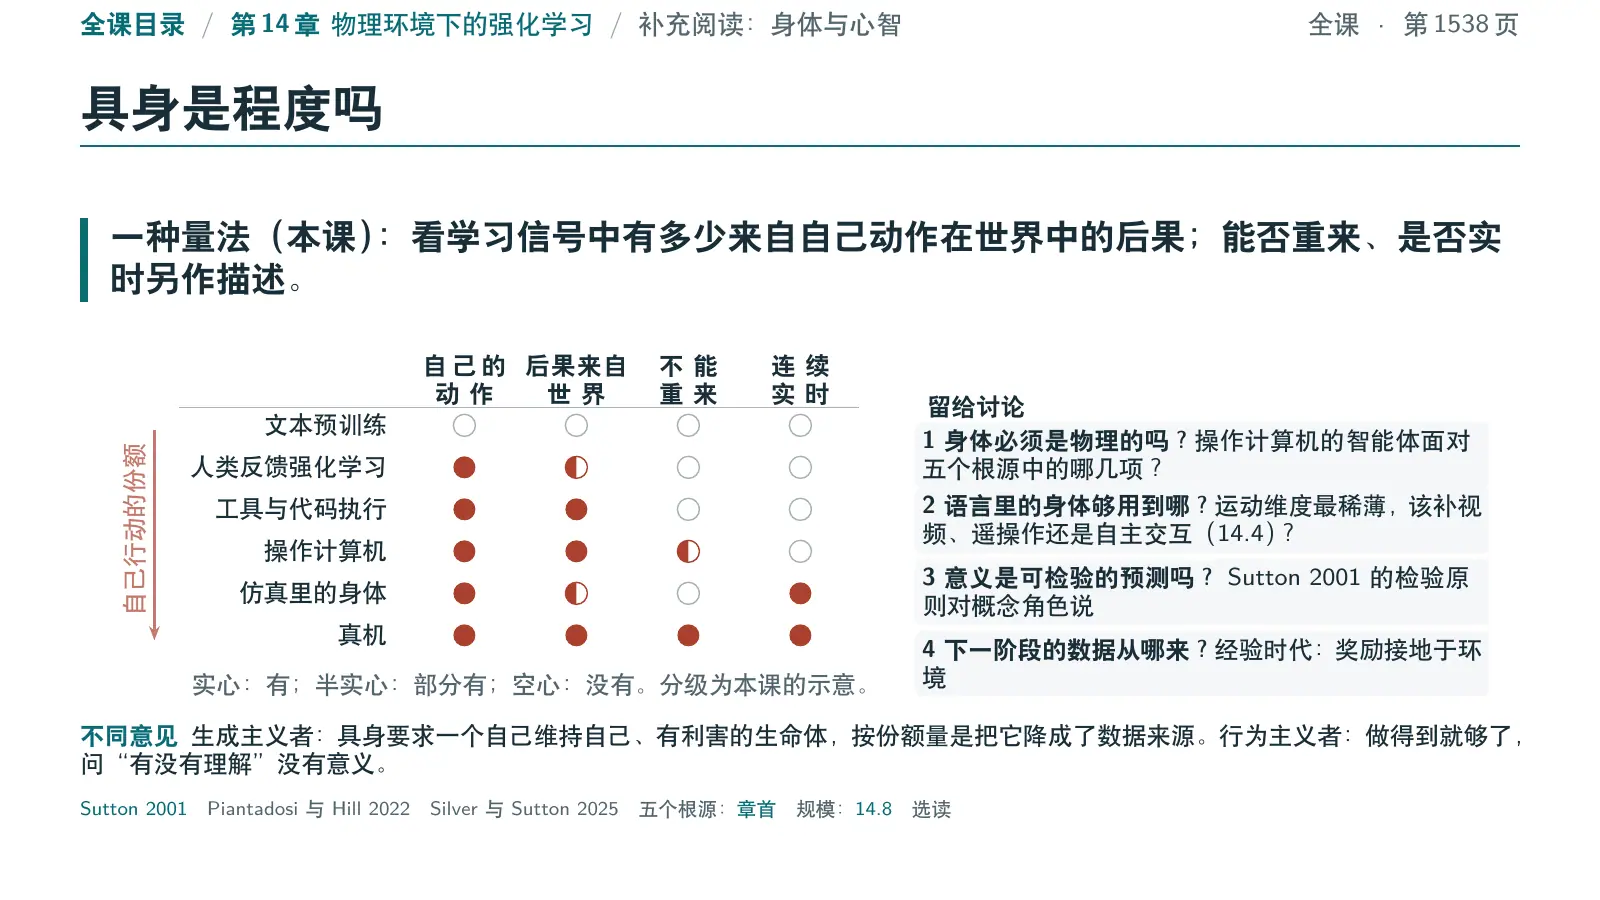 全课目录 / 第 14 章 物理环境下的强化学习 / 补充阅读：身体与心智
全课 · 第 1538 页
具身是程度吗
一种量法（本课）：看学习信号中有多少来自自己动作在世界中的后果；能否重来、是否实
时另作描述。
自己的 后果来自 不能 连续
动作 世界 重来 实时
文本预训练
人类反馈强化学习
工具与代码执行
操作计算机
仿真里的身体
真机
自己行动的份额
实心：有；半实心：部分有；空心：没有。分级为本课的示意。
留给讨论
1 身体必须是物理的吗？操作计算机的智能体面对
五个根源中的哪几项？
2 语言里的身体够用到哪？运动维度最稀薄，该补视
频、遥操作还是自主交互（14.4）？
3 意义是可检验的预测吗？ Sutton 2001 的检验原
则对概念角色说
4 下一阶段的数据从哪来？经验时代：奖励接地于环
境
不同意见 生成主义者：具身要求一个自己维持自己、有利害的生命体，按份额量是把它降成了数据来源。行为主义者：做得到就够了，
问“有没有理解”没有意义。
Sutton 2001 Piantadosi 与 Hill 2022 Silver 与 Sutton 2025 五个根源：章首 规模：14.8 选读